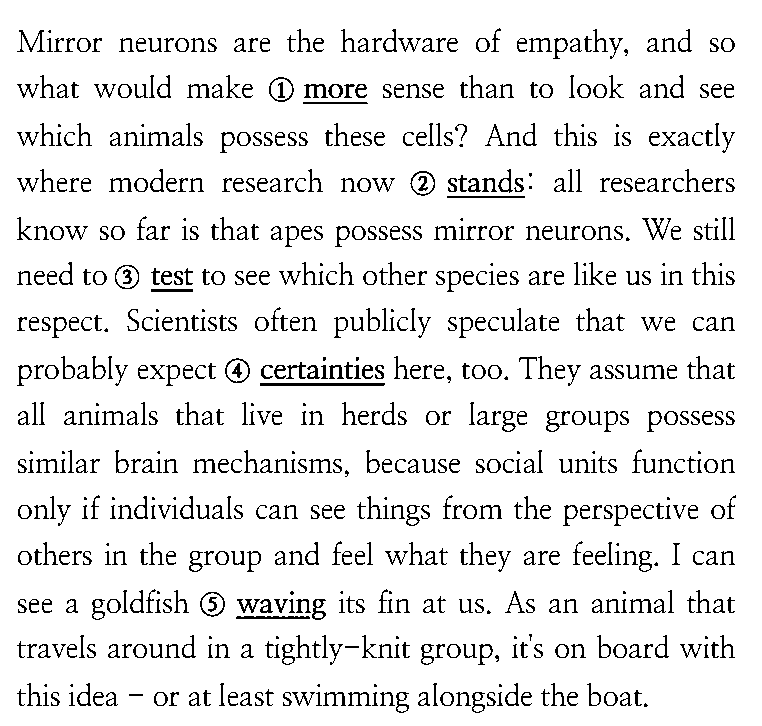 Mirror neurons are the hardware of empathy, and so
what would make ① more sense than to look and see
which animals possess these cells? And this is exactly
where modern research now ② stands: all researchers
know so far is that apes possess mirror neurons. We still
need to ③ test to see which other species are like us in this
respect. Scientists often publicly speculate that we can
probably expect ④ certainties here, too. They assume that
all animals that live in herds or large groups possess
similar brain mechanisms, because social units function
only if individuals can see things from the perspective of
others in the group and feel what they are feeling. I can
see a goldfish ⑤ waving its fin at us. As an animal that
travels around in a tightly-knit group, it's on board with
this idea - or at least swimming alongside the boat.